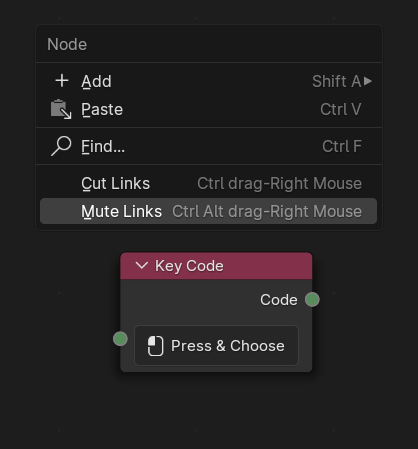 Node
Add Shift A
Paste Ctrl V
Find... Ctrl F
Cut Links Ctrl drag-Right Mouse
Mute Links Ctrl Alt drag-Right Mouse
Key Code
Code
Press & Choose